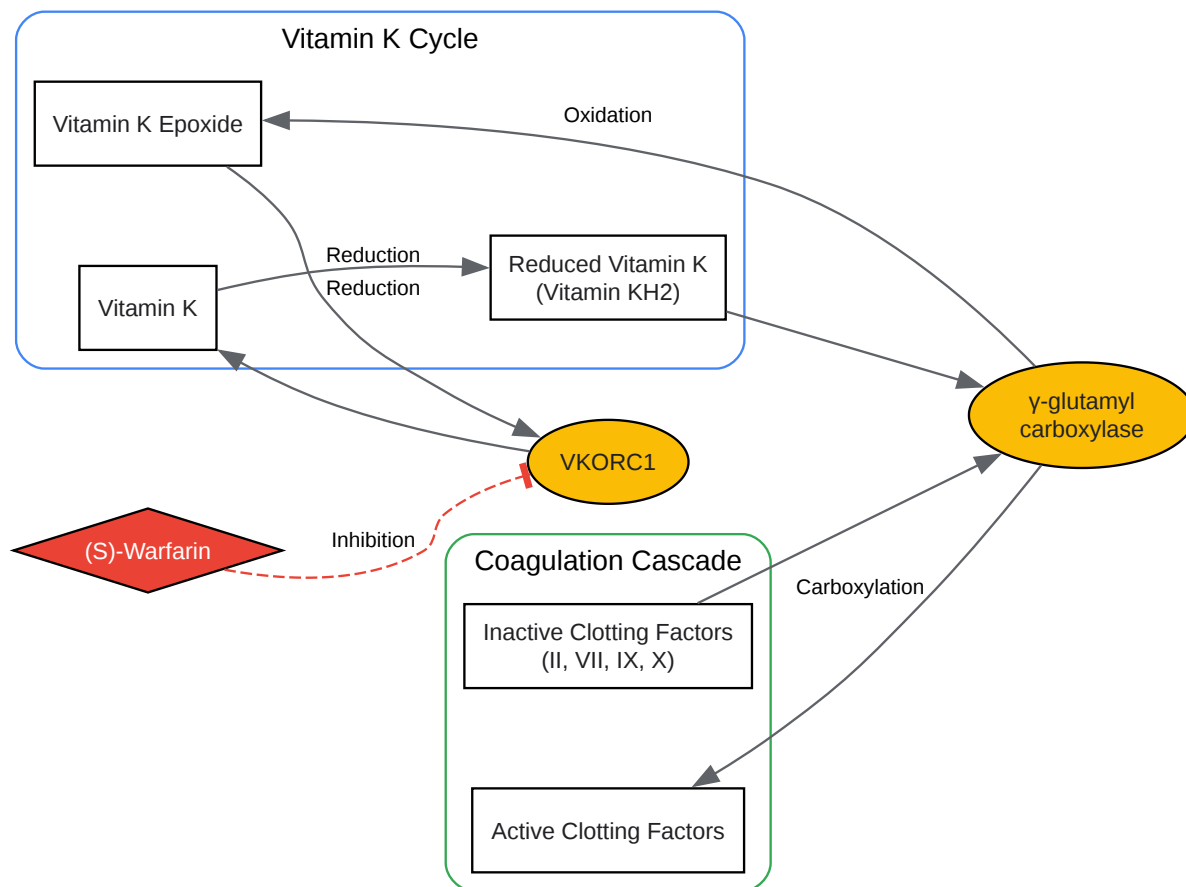 Vitamin K Cycle
Vitamin K Epoxide
Oxidation
Reduction
Reduction
Vitamin K
Reduced Vitamin K
(Vitamin KH2)
γ-glutamyl
carboxylase
VKORC1
(S)-Warfarin
Inhibition
Coagulation Cascade
Carboxylation
Inactive Clotting Factors
(II, VII, IX, X)
Active Clotting Factors